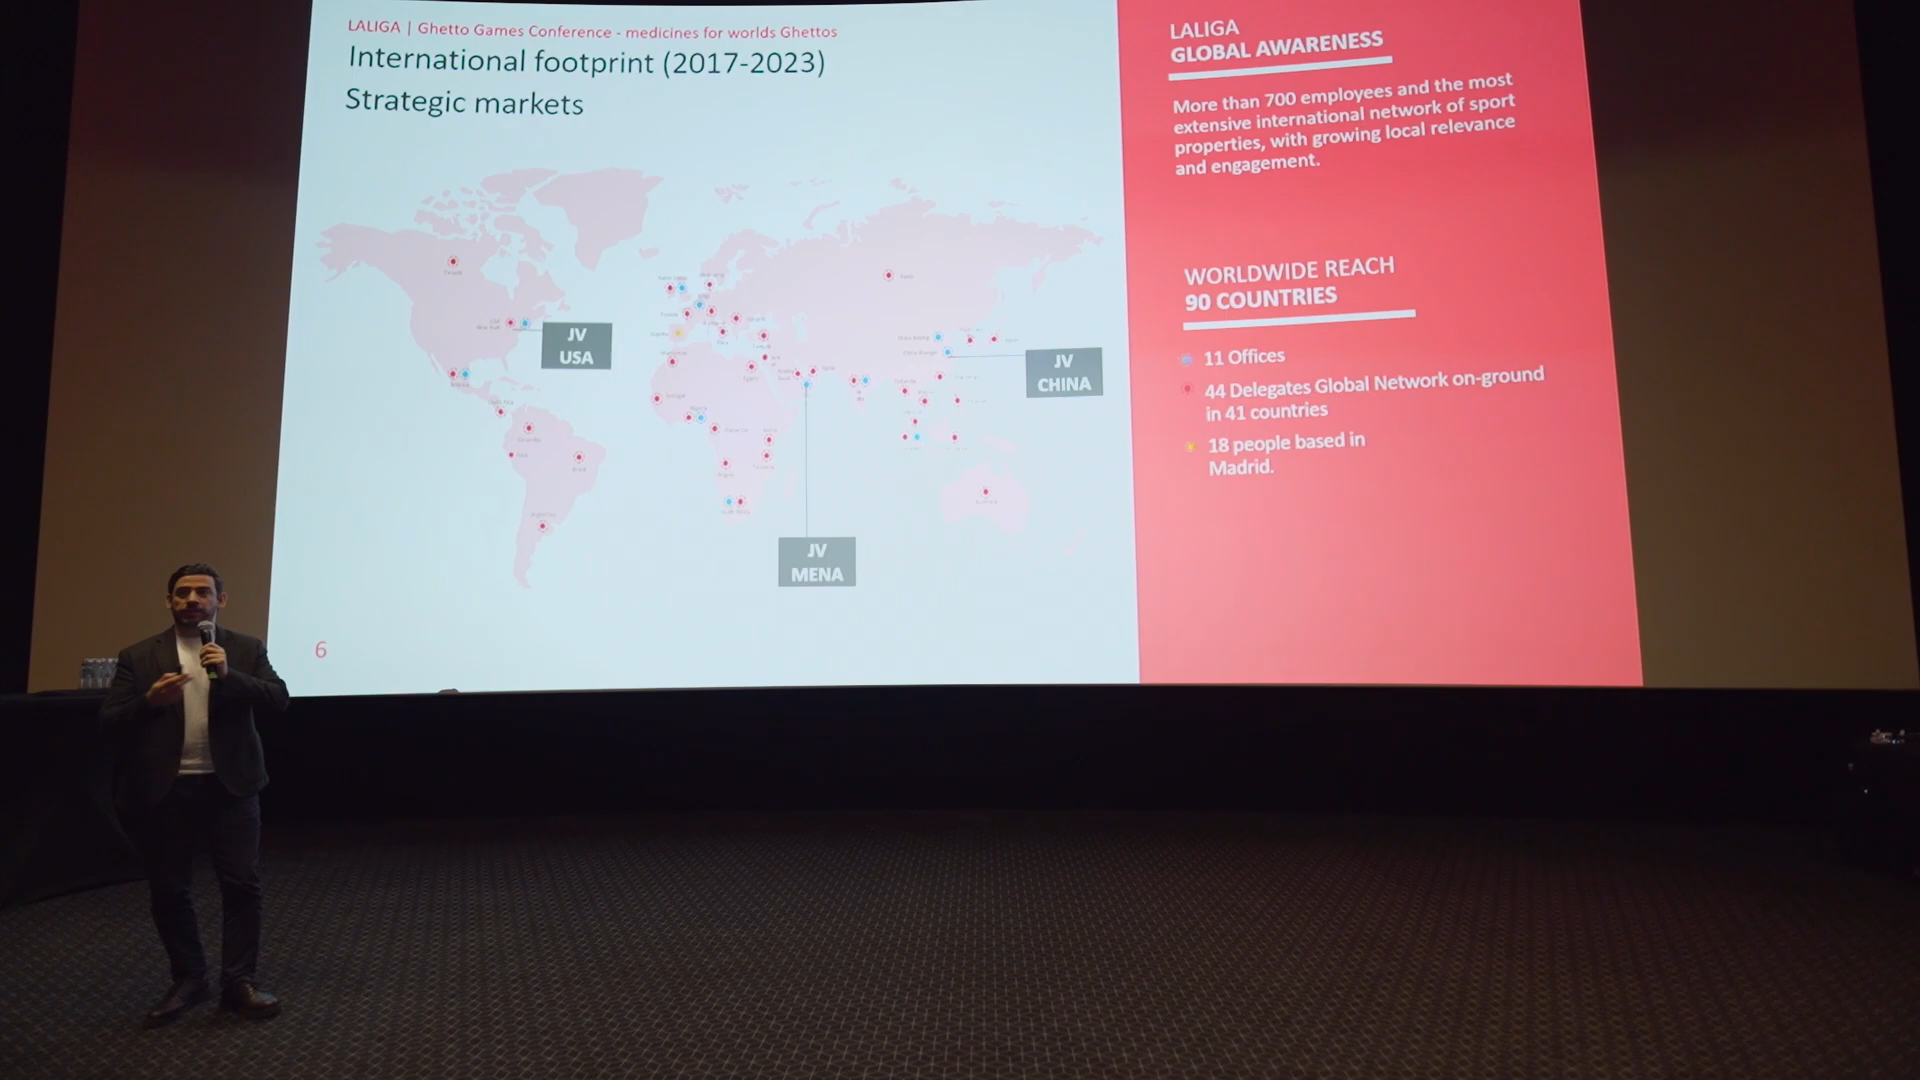 LALIGA | Ghetto Games Conference - medicines for worlds Ghettos
International footprint (2017-2023)
Strategic markets
JV
USA
JV
CHINA
JV
MENA
6
LALIGA
GLOBAL AWARENESS
More than 700 employees and the most
extensive international network of sport
properties, with growing local relevance
and engagement.
WORLDWIDE REACH
90 COUNTRIES
11 Offices
44 Delegates Global Network on-ground
in 41 countries
18 people based in
Madrid.